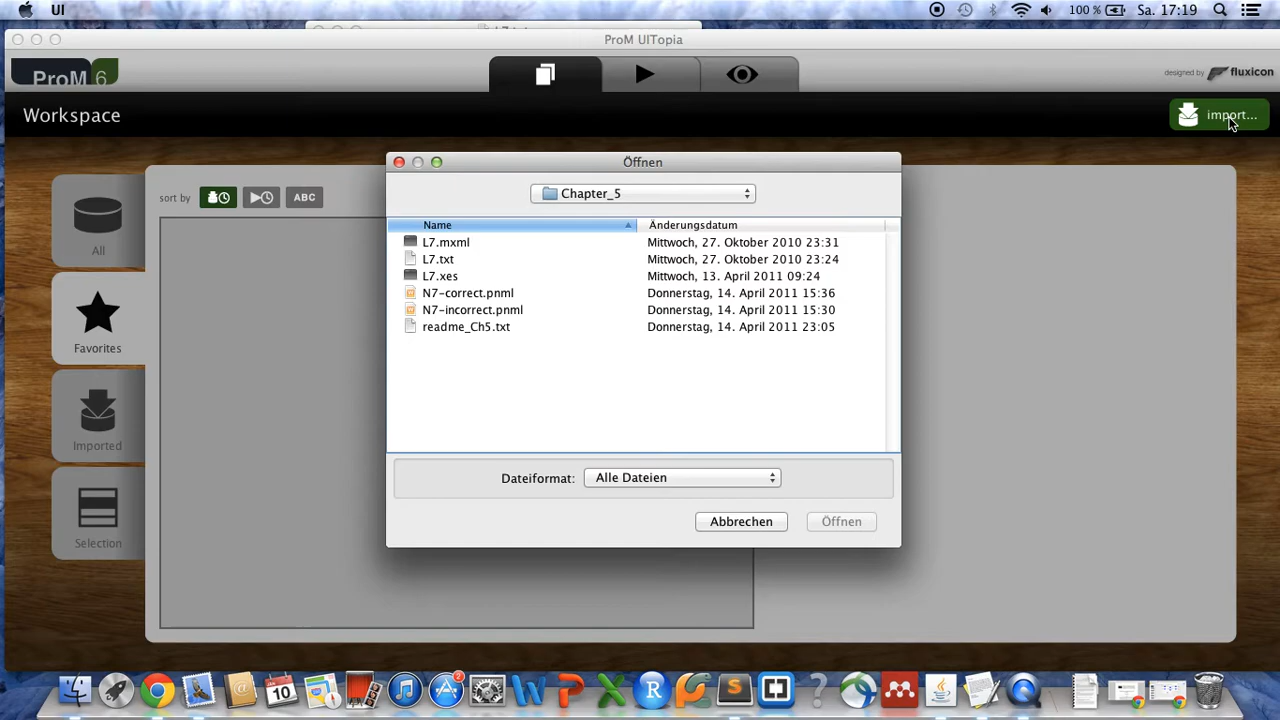 UI
100 %
Sa. 17:19
ProM UITopia
ProM 6
designed by fluxicon
Workspace
import...
Öffnen
Chapter_5
sort by
ABC
Name
Änderungsdatum
L7.mxml
Mittwoch, 27. Oktober 2010 23:31
L7.txt
Mittwoch, 27. Oktober 2010 23:24
L7.xes
Mittwoch, 13. April 2011 09:24
N7-correct.pnml
Donnerstag, 14. April 2011 15:36
N7-incorrect.pnml
Donnerstag, 14. April 2011 15:30
readme_Ch5.txt
Donnerstag, 14. April 2011 23:05
All
Favorites
Imported
Selection
Dateiformat:
Alle Dateien
Abbrechen
Öffnen
10
2